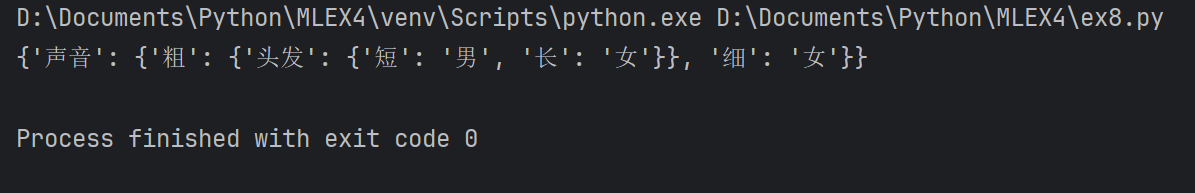 D:\Documents\Python\MLEX4\venv\Scripts\python.exe D:\Documents\Python\MLEX4\ex8.py
{'声音': {'粗': {'头发': {'短': '男', '长': '女'}}, '细': '女'}}
Process finished with exit code 0